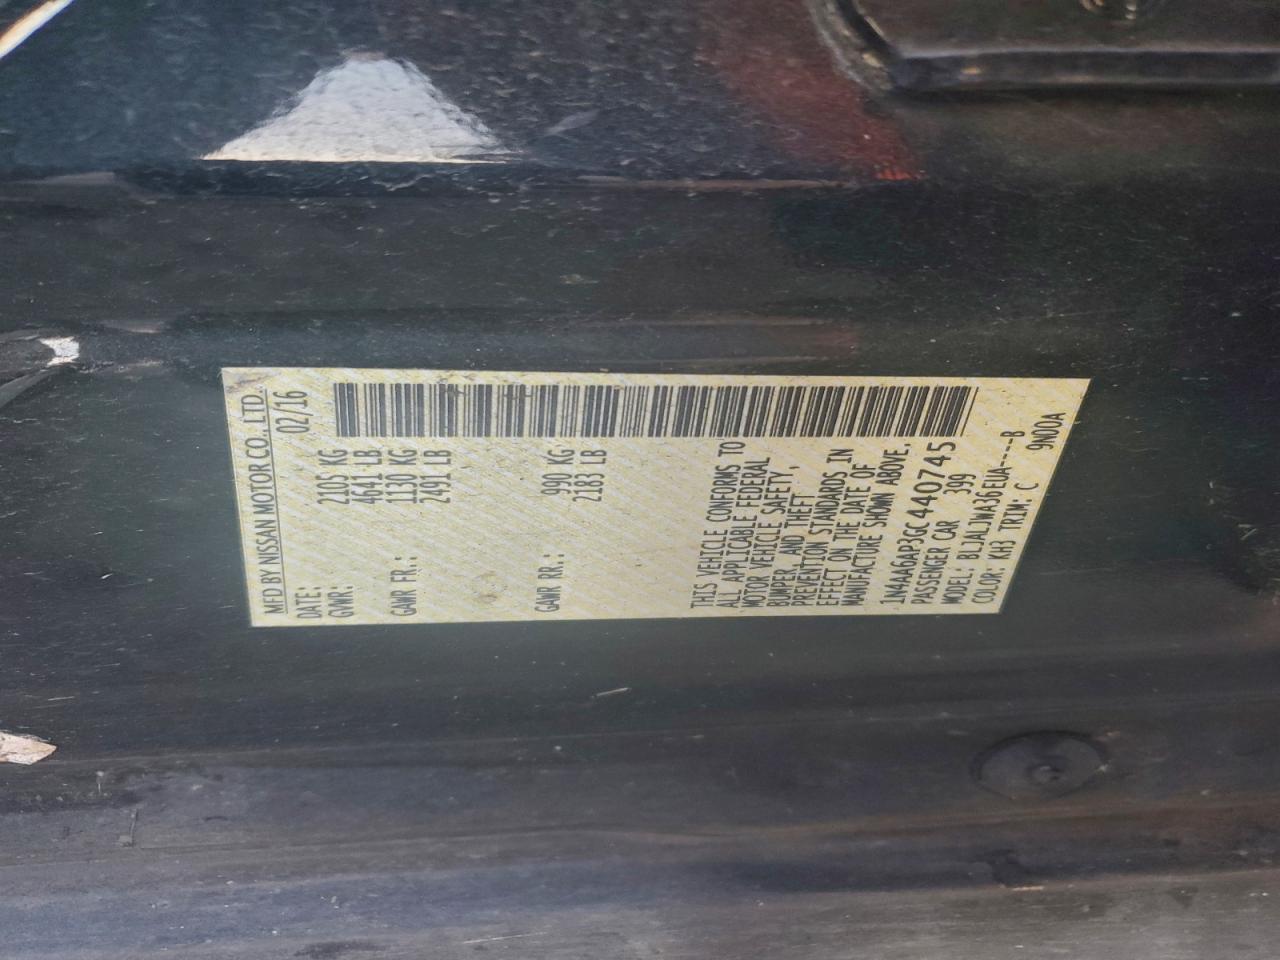 MFD BY NISSAN MOTOR CO., LTD.
DATE: 02/16
GVWR: 2105 KG
4641 LB
GAWR FR.: 1130 KG
2491 LB
GAWR RR.: 990 KG
2183 LB
THIS VEHICLE CONFORMS TO
ALL APPLICABLE FEDERAL
MOTOR VEHICLE SAFETY,
BUMPER, AND THEFT
PREVENTION STANDARDS IN
EFFECT ON THE DATE OF
MANUFACTURE SHOWN ABOVE.
1N4AA6AP3GC440745
PASSENGER CAR 399
MODEL: BLJALJWA36EUA----B
COLOR: KH3 TRIM: C 9N00A